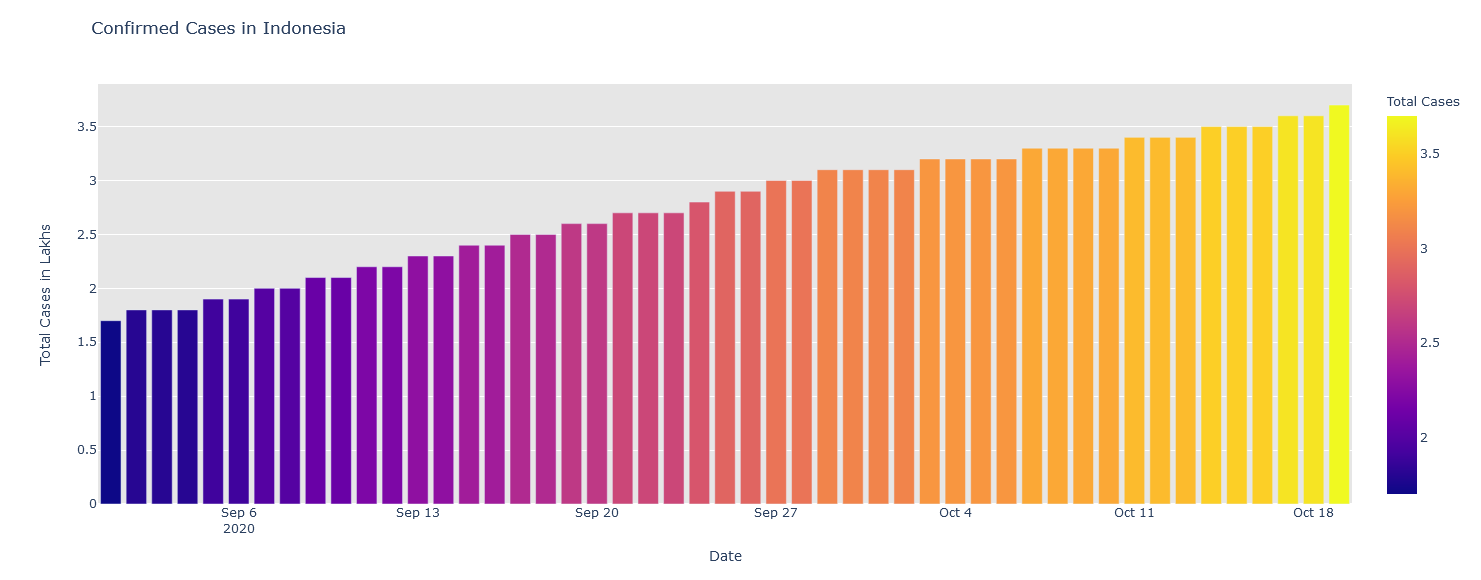 Confirmed Cases in Indonesia
Total Cases
3.5
3
2.5
2
3.5
3
2.5
2
1.5
1
0.5
0
Total Cases in Lakhs
Sep 6
2020
Sep 13
Sep 20
Sep 27
Oct 4
Oct 11
Oct 18
Date